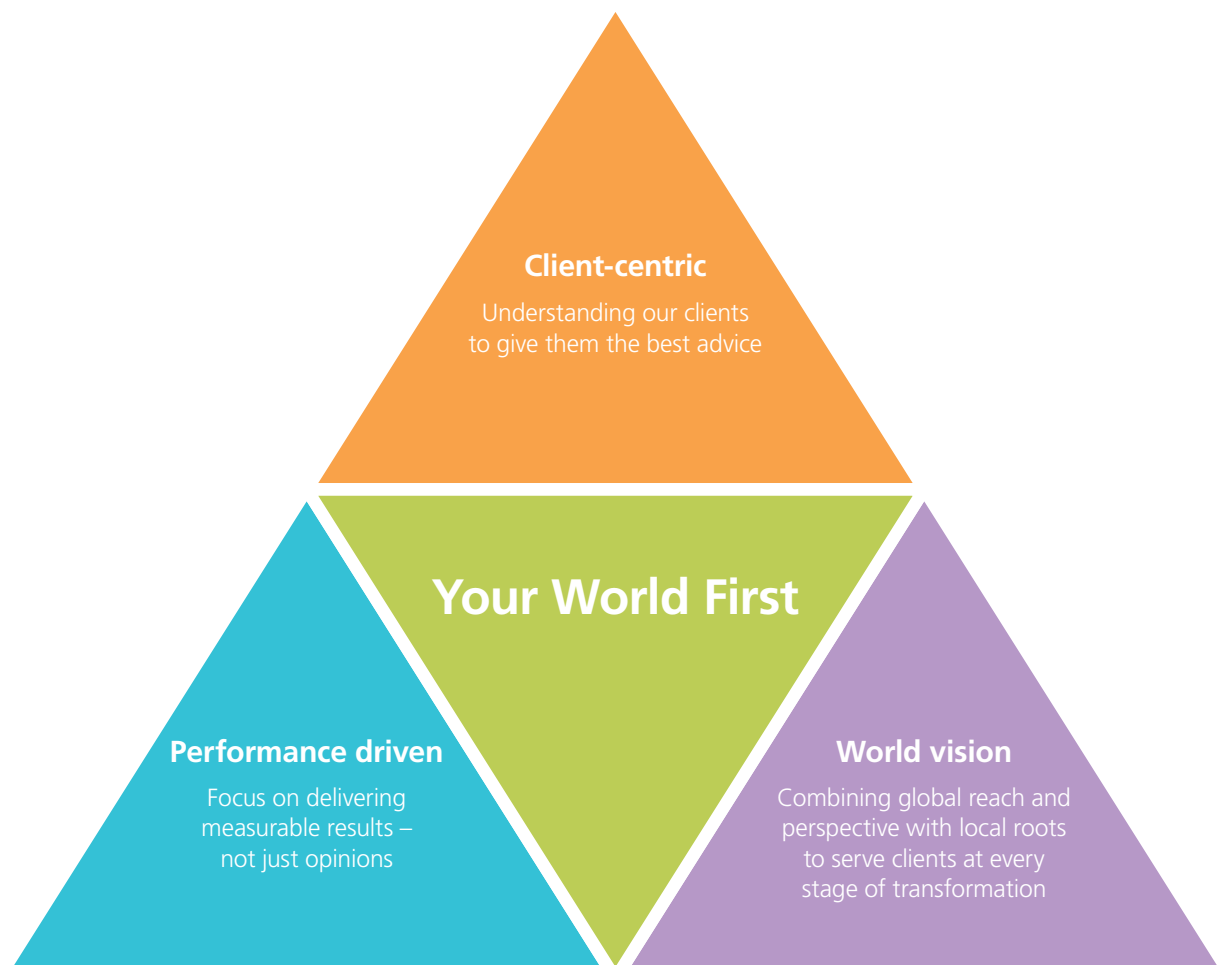 Client-centric
Understanding our clients
to give them the best advice
Your World First
Performance driven
Focus on delivering
measurable results –
not just opinions
World vision
Combining global reach and
perspective with local roots
to serve clients at every
stage of transformation